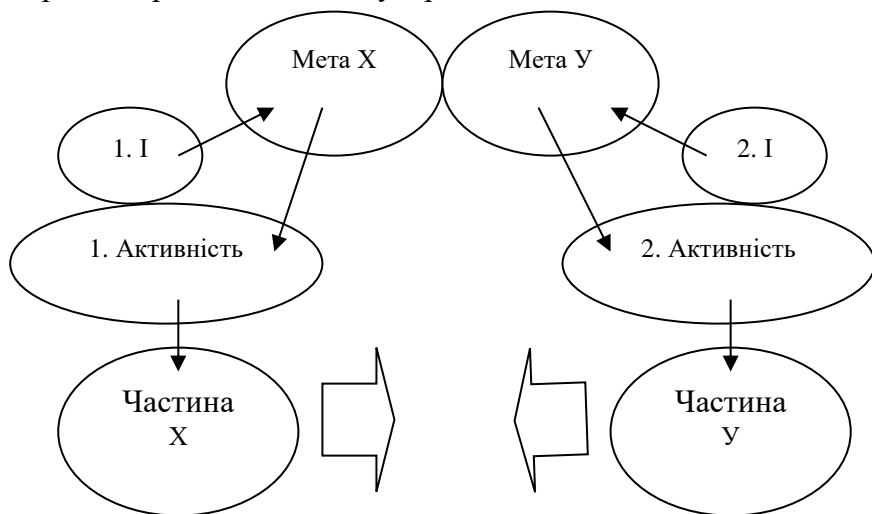 Мета Х
Мета У
1. І
2. І
1. Активність
2. Активність
Частина
Х
Частина
У